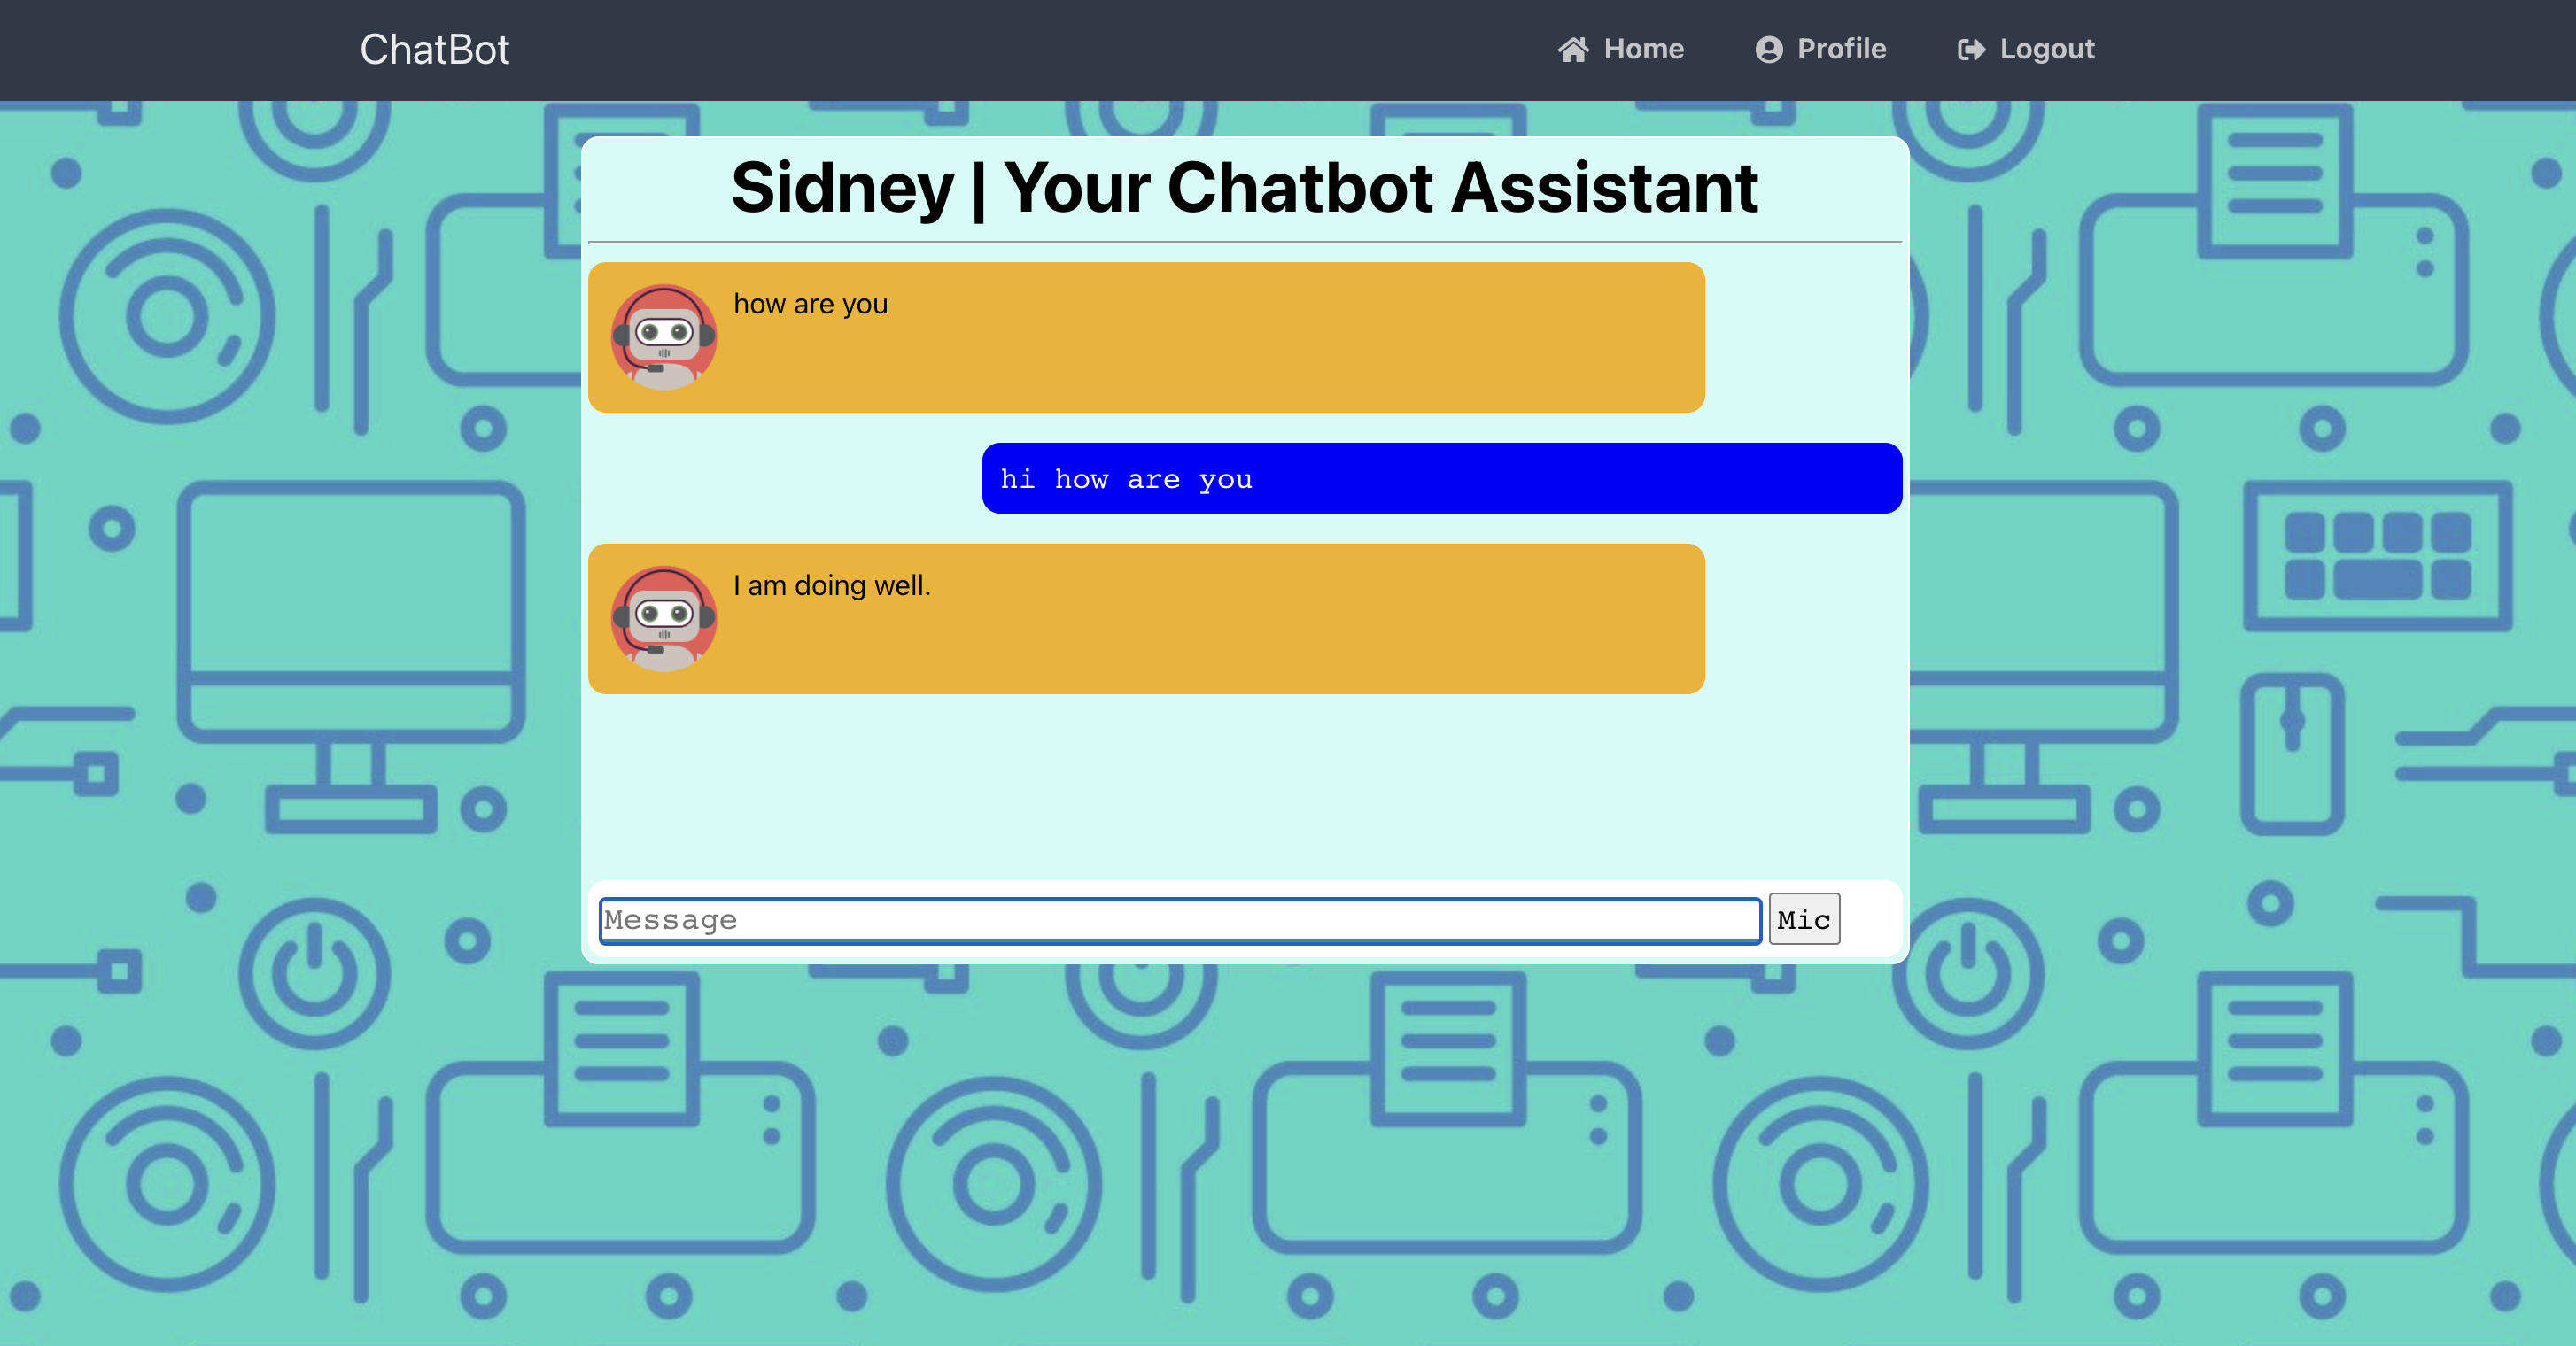 ChatBot
Home Profile Logout
Sidney | Your Chatbot Assistant
how are you
hi how are you
I am doing well.
Message
Mic